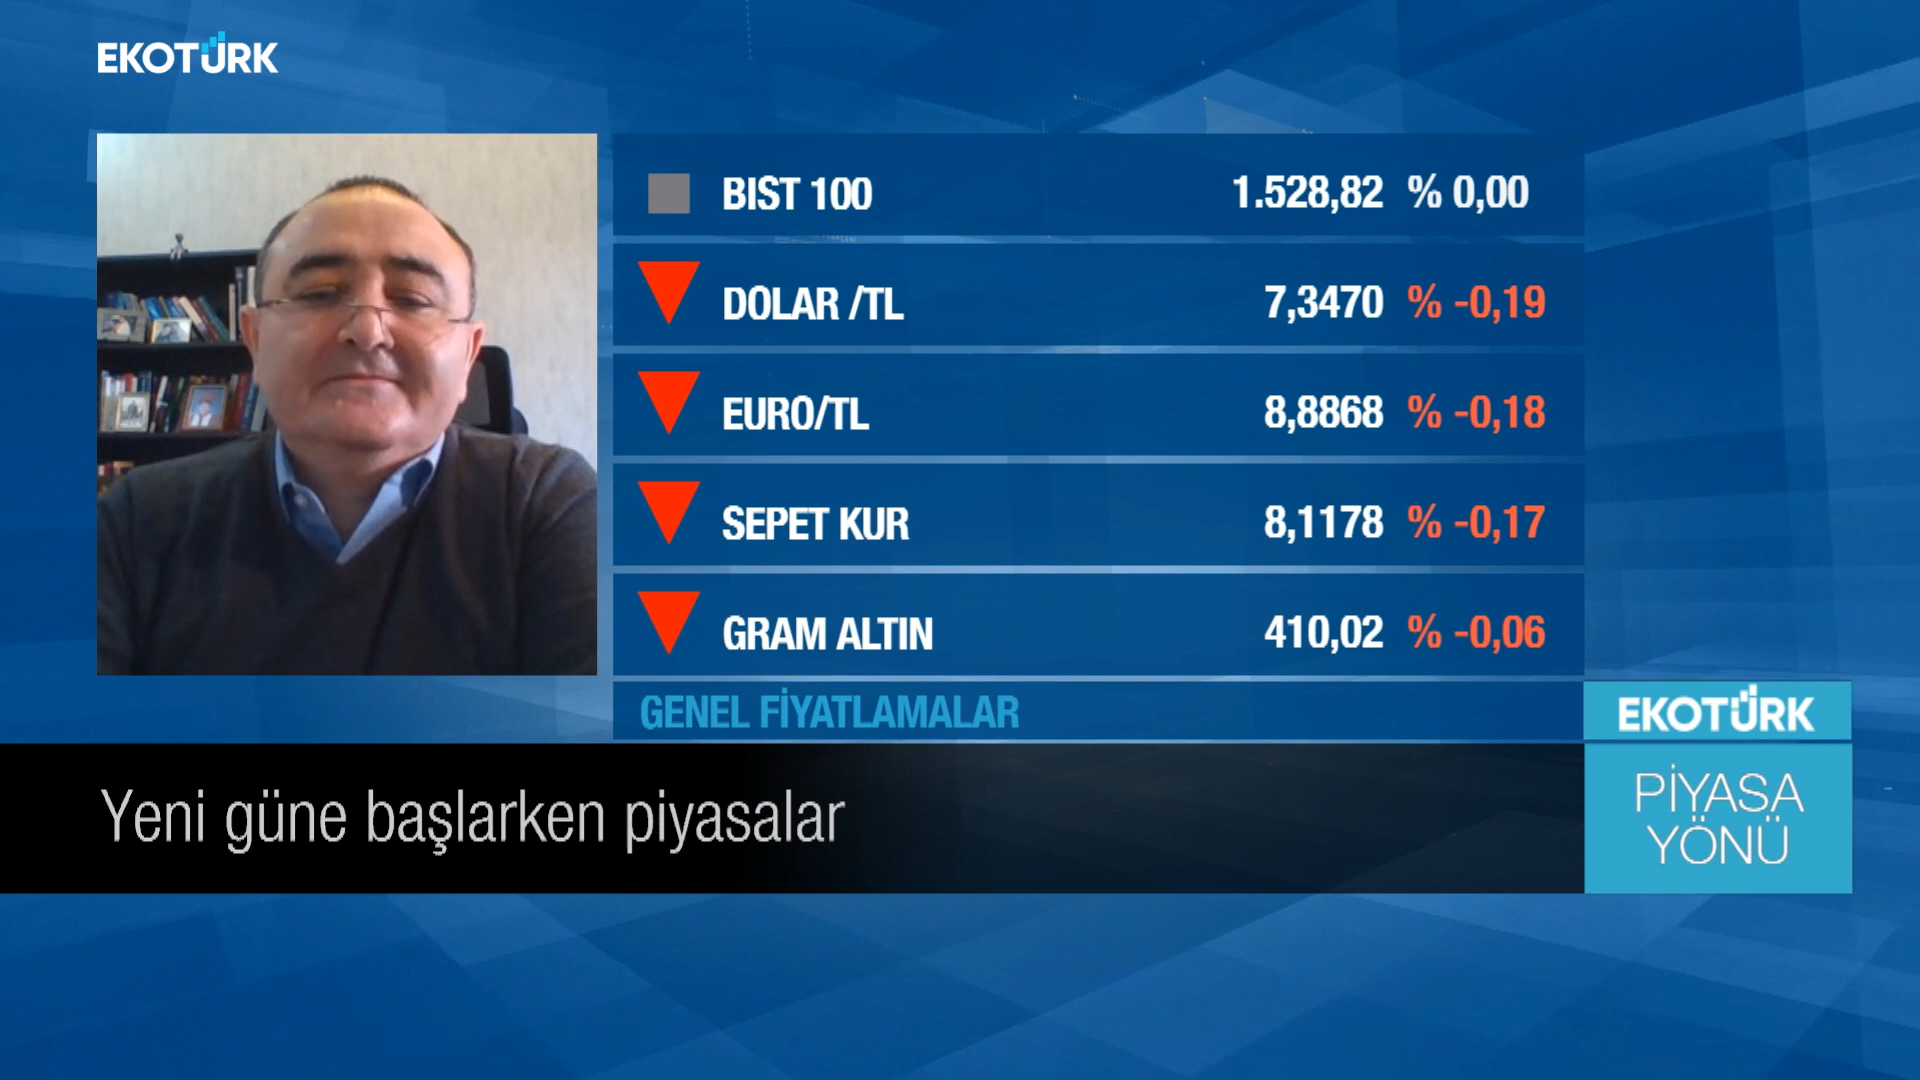 EKOTÜRK
BIST 100 1.528,82 % 0,00
DOLAR /TL 7,3470 % -0,19
EURO/TL 8,8868 % -0,18
SEPET KUR 8,1178 % -0,17
GRAM ALTIN 410,02 % -0,06
GENEL FİYATLAMALAR
EKOTÜRK
Yeni güne başlarken piyasalar
PİYASA
YÖNÜ